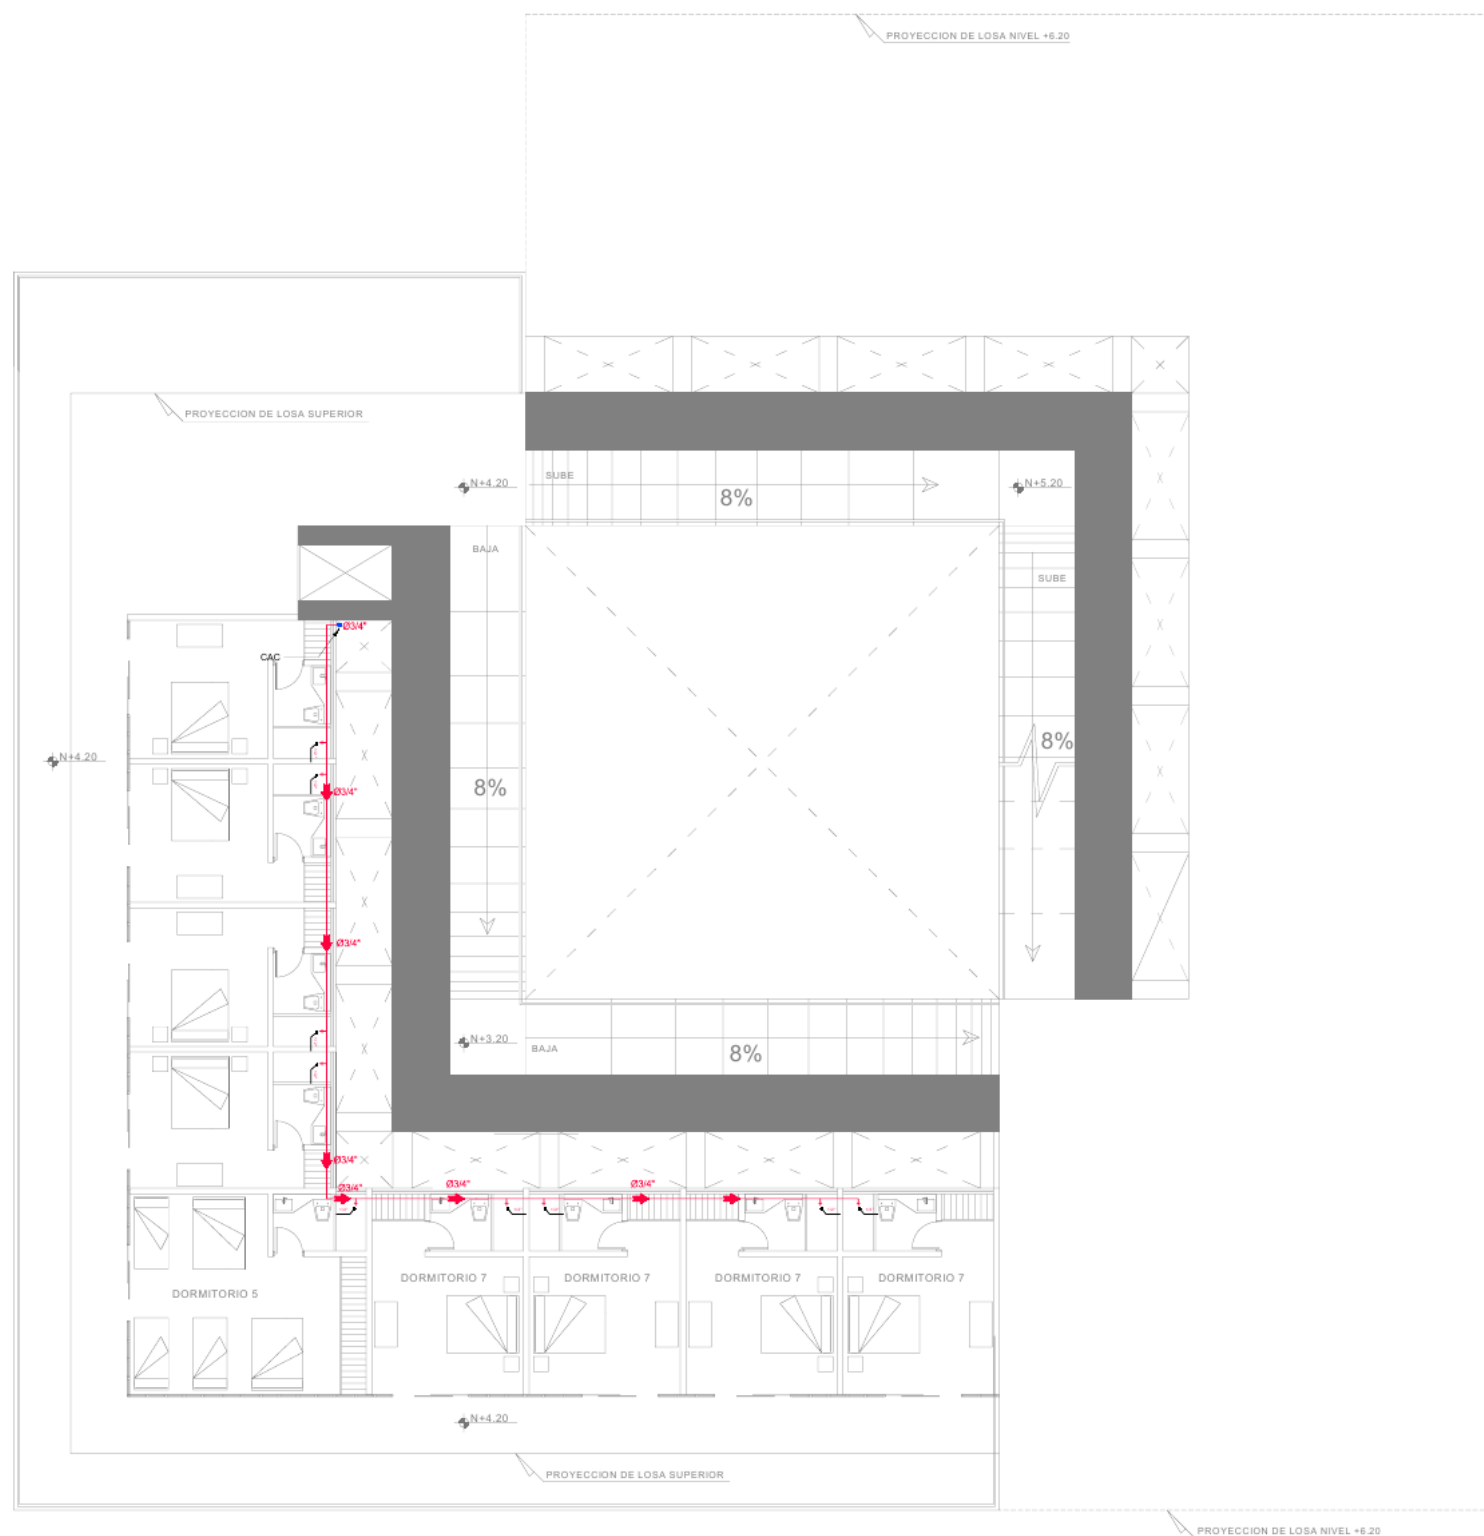 PROYECCION DE LOSA NIVEL +6.20
PROYECCION DE LOSA SUPERIOR
SUBE
N+4.20
8%
N+5.20
BAJA
SUBE
Ø3/4"
CAC
8%
N+4.20
8%
Ø3/4"
Ø3/4"
N+3.20
BAJA
8%
Ø3/4"
Ø3/4"
Ø3/4"
Ø3/4"
DORMITORIO 7
DORMITORIO 7
DORMITORIO 7
DORMITORIO 7
DORMITORIO 5
N+4.20
PROYECCION DE LOSA SUPERIOR
PROYECCION DE LOSA NIVEL +6.20